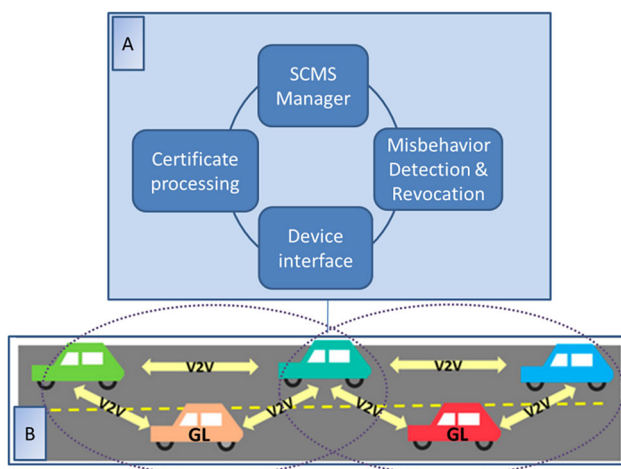 A
SCMS
Manager
Certificate
processing
Misbehavior
Detection &
Revocation
Device
interface
V2V
V2V
V2V
V2V
V2V
V2V
GL
GL
B